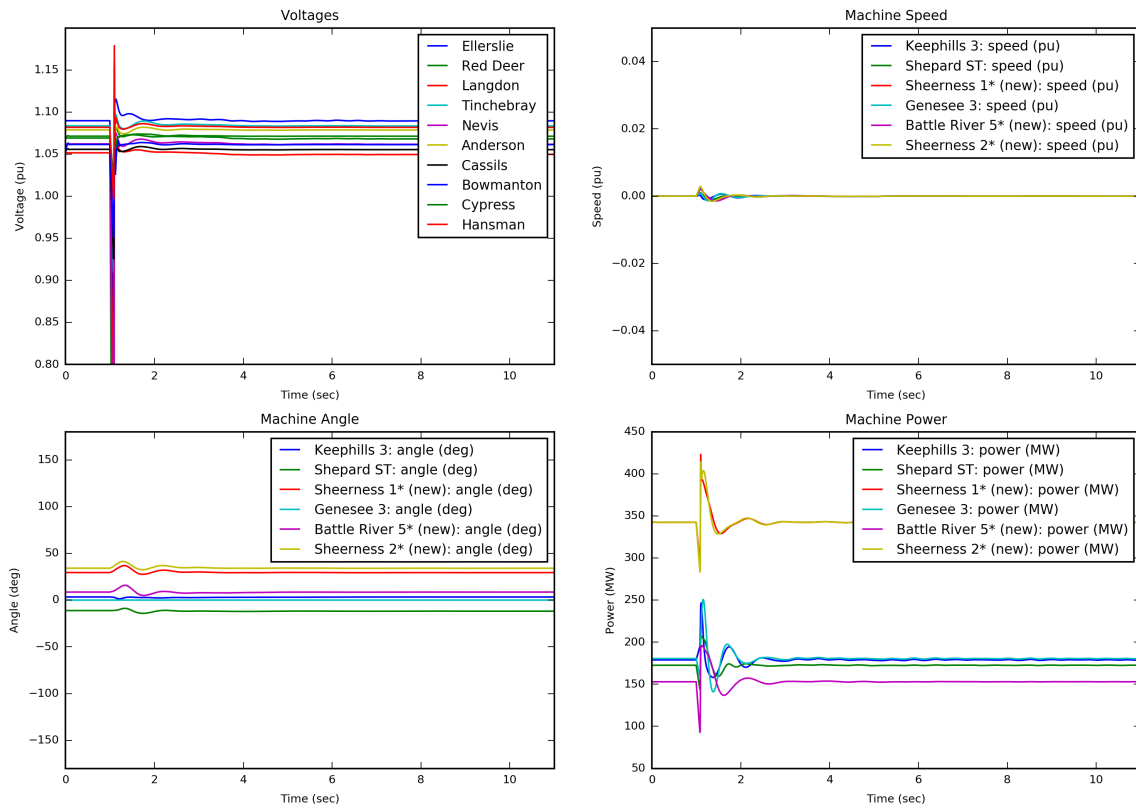 Voltages
1.15
1.10
1.05
1.00
0.95
0.90
0.85
0.80
Voltage (pu)
0
2
4
6
8
10
Time (sec)
Ellerslie
Red Deer
Langdon
Tinchebray
Nevis
Anderson
Cassils
Bowmanton
Cypress
Hansman
Machine Speed
0.04
0.02
0.00
−0.02
−0.04
Speed (pu)
0
2
4
6
8
10
Time (sec)
Keephills 3: speed (pu)
Shepard ST: speed (pu)
Sheerness 1* (new): speed (pu)
Genesee 3: speed (pu)
Battle River 5* (new): speed (pu)
Sheerness 2* (new): speed (pu)
Machine Angle
150
100
50
0
−50
−100
−150
Angle (deg)
0
2
4
6
8
10
Time (sec)
Keephills 3: angle (deg)
Shepard ST: angle (deg)
Sheerness 1* (new): angle (deg)
Genesee 3: angle (deg)
Battle River 5* (new): angle (deg)
Sheerness 2* (new): angle (deg)
Machine Power
450
400
350
300
250
200
150
100
50
Power (MW)
0
2
4
6
8
10
Time (sec)
Keephills 3: power (MW)
Shepard ST: power (MW)
Sheerness 1* (new): power (MW)
Genesee 3: power (MW)
Battle River 5* (new): power (MW)
Sheerness 2* (new): power (MW)